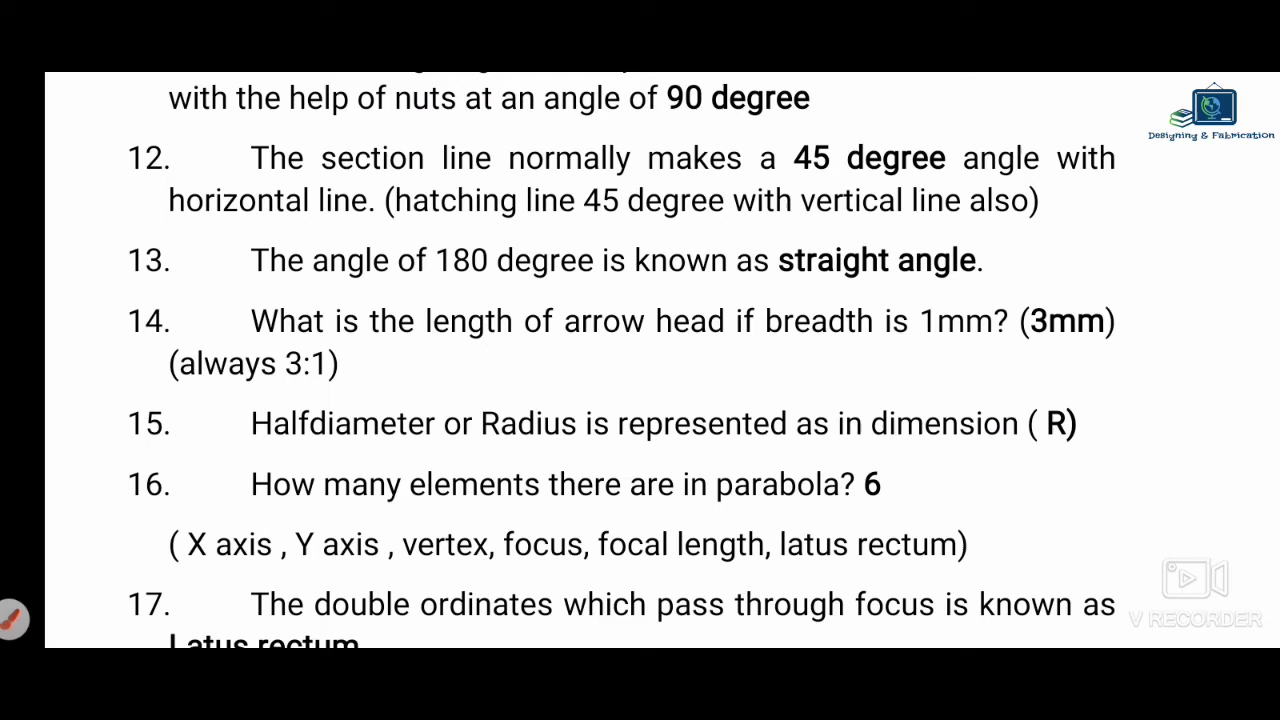 with the help of nuts at an angle of 90 degree
Designing & Fabrication
12. The section line normally makes a 45 degree angle with
horizontal line. (hatching line 45 degree with vertical line also)
13. The angle of 180 degree is known as straight angle.
14. What is the length of arrow head if breadth is 1mm? (3mm)
(always 3:1)
15. Halfdiameter or Radius is represented as in dimension ( R)
16. How many elements there are in parabola? 6
( X axis , Y axis , vertex, focus, focal length, latus rectum)
17. The double ordinates which pass through focus is known as
Latus rectum
V RECORDER